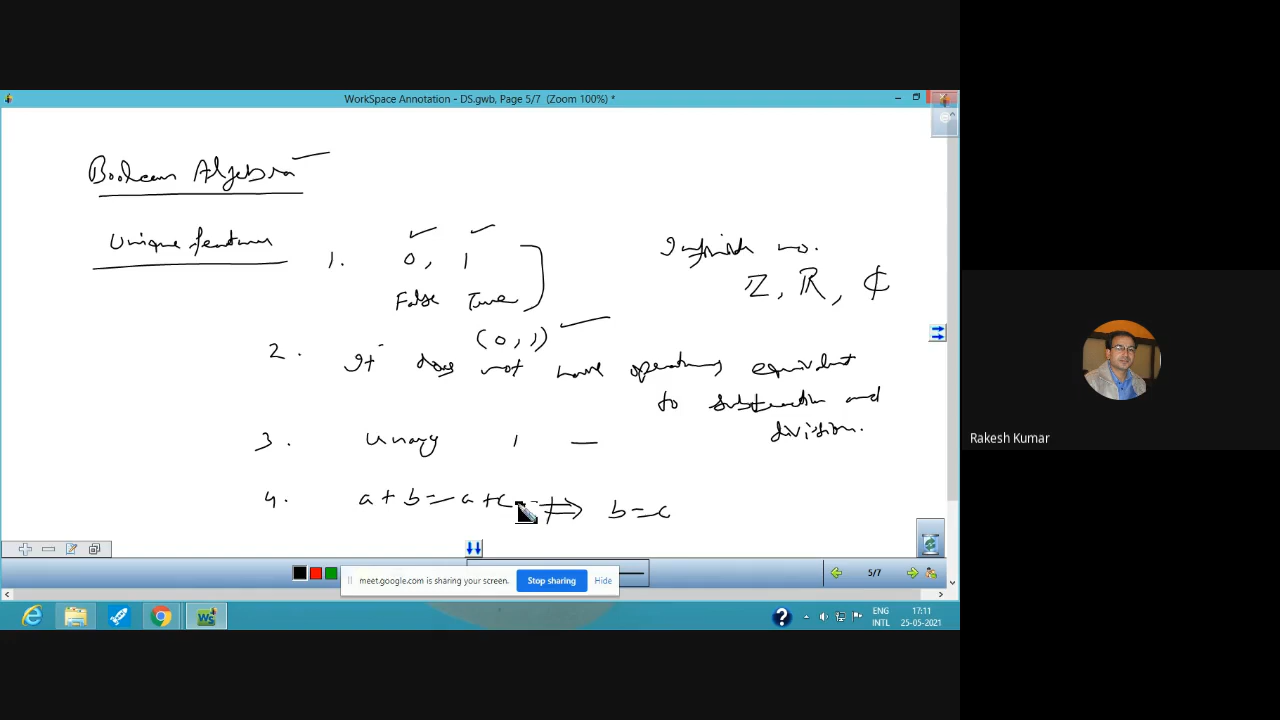 WorkSpace Annotation - DS.gwb, Page 5/7 (Zoom 100%) *
Boolean Algebra
Unique features
1. 0, 1
False True
Infinite no.
ℤ, ℝ, ℂ
(0, 1)
2. It does not have operations equivalent
to subtraction and
division.
3. Unary ' —
4. a + b = a + c ⇏ b = c
Rakesh Kumar
5/7
meet.google.com is sharing your screen. Stop sharing Hide
ENG
INTL
17:11
25-05-2021